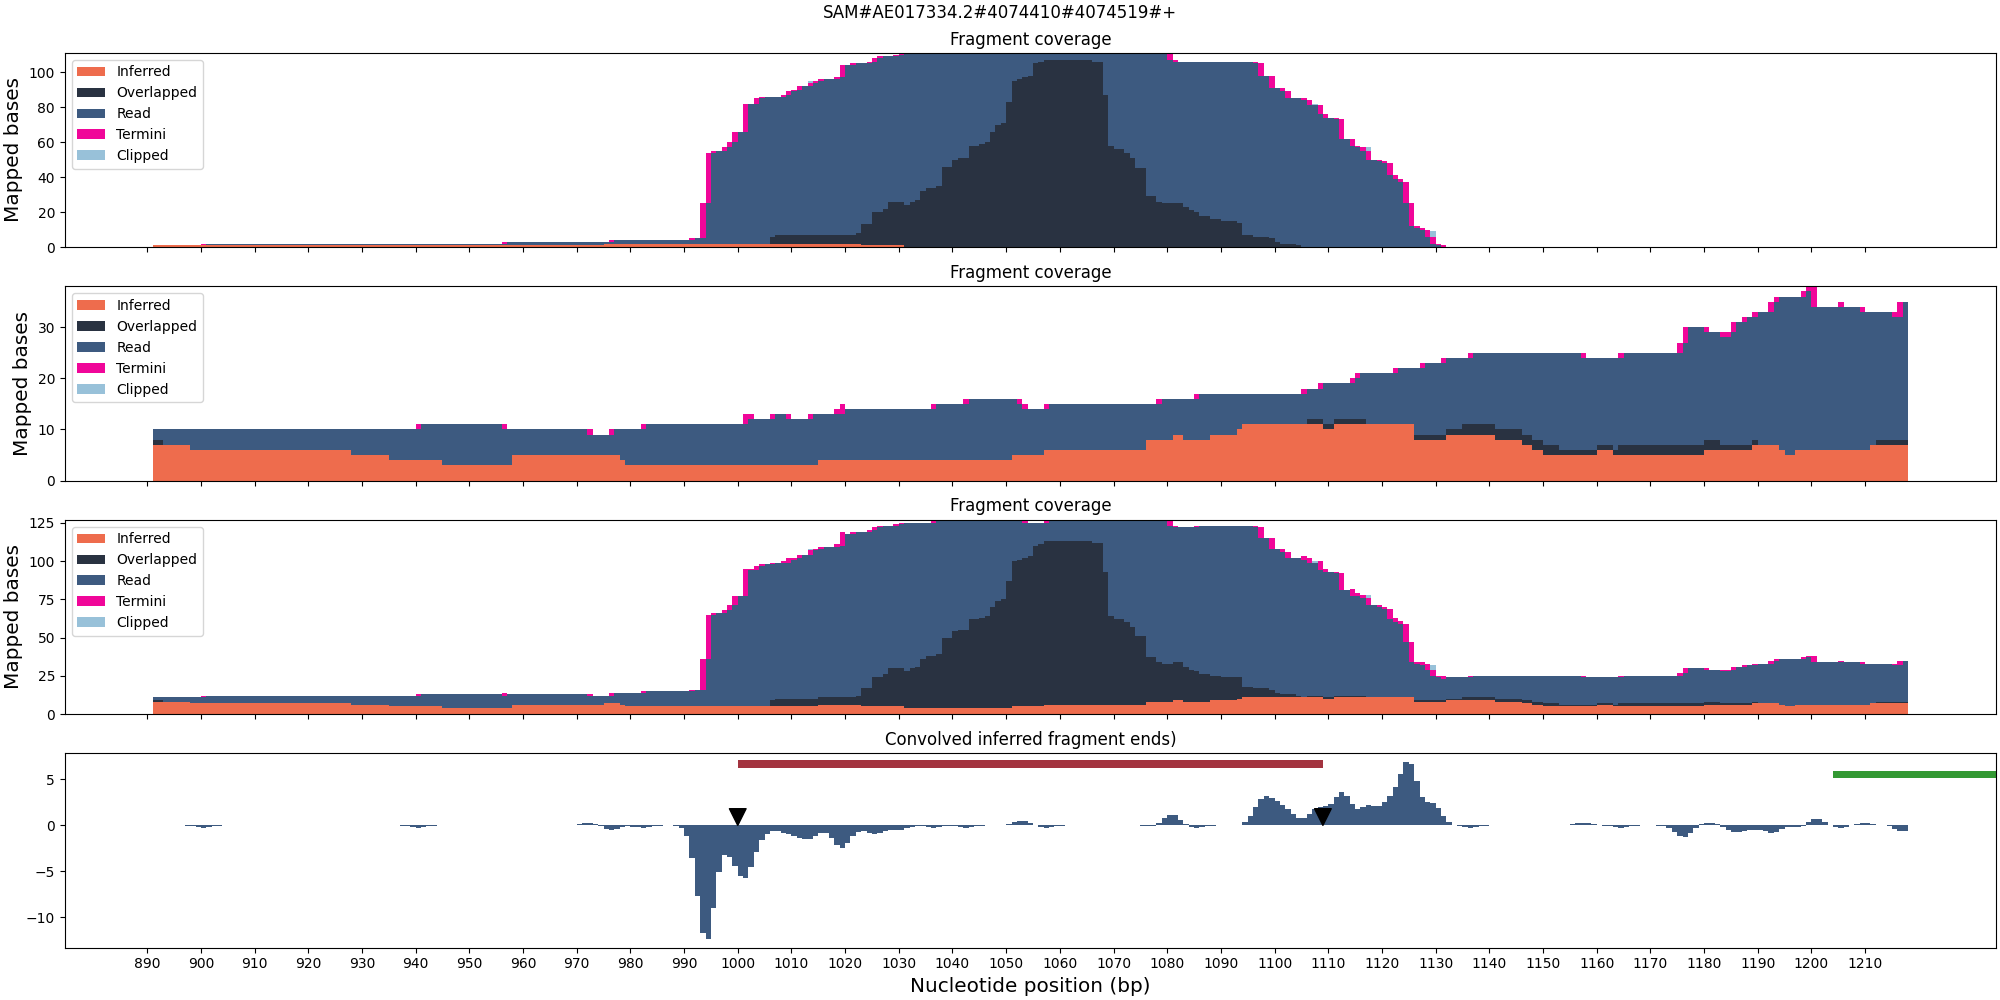 SAM#AE017334.2#4074410#4074519#+
Fragment coverage
Mapped bases
100
80
60
40
20
0
Inferred
Overlapped
Read
Termini
Clipped
Fragment coverage
Mapped bases
30
20
10
0
Inferred
Overlapped
Read
Termini
Clipped
Fragment coverage
Mapped bases
125
100
75
50
25
0
Inferred
Overlapped
Read
Termini
Clipped
Convolved inferred fragment ends)
5
0
−5
−10
890 900 910 920 930 940 950 960 970 980 990 1000 1010 1020 1030 1040 1050 1060 1070 1080 1090 1100 1110 1120 1130 1140 1150 1160 1170 1180 1190 1200 1210
Nucleotide position (bp)